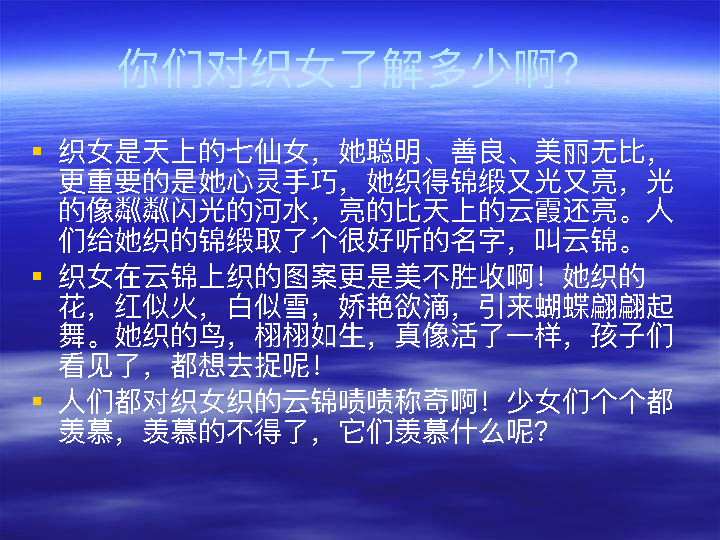 你们对织女了解多少啊？
织女是天上的七仙女，她聪明、善良、美丽无比，
更重要的是她心灵手巧，她织得锦缎又光又亮，光
的像粼粼闪光的河水，亮的比天上的云霞还亮。人
们给她织的锦缎取了个很好听的名字，叫云锦。
织女在云锦上织的图案更是美不胜收啊！她织的
花，红似火，白似雪，娇艳欲滴，引来蝴蝶翩翩起
舞。她织的鸟，栩栩如生，真像活了一样，孩子们
看见了，都想去捉呢！
人们都对织女织的云锦啧啧称奇啊！少女们个个都
羡慕，羡慕的不得了，它们羡慕什么呢？